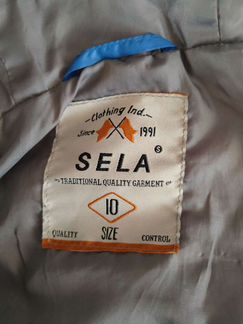 -Clothing Ind.-
Since 1991
SELA ®
-TRADITIONAL QUALITY GARMENT-
10
QUALITY SIZE CONTROL